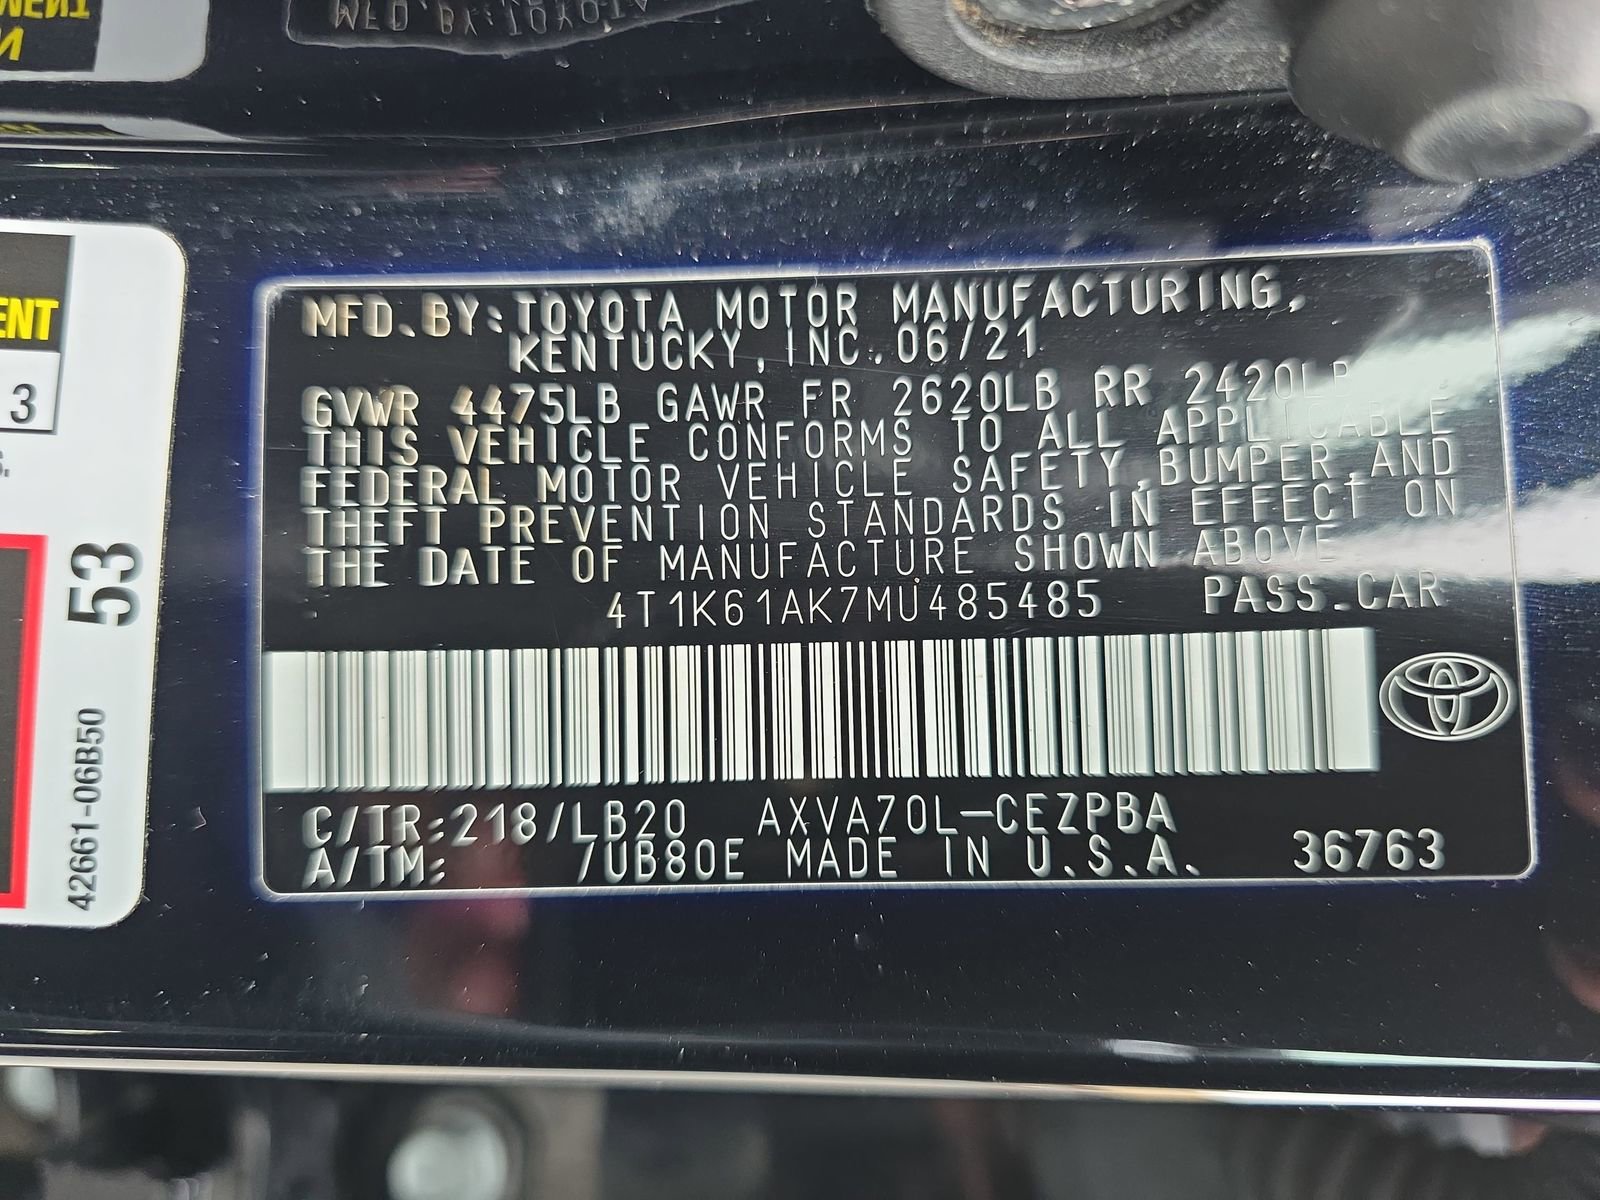 ENT
3
S.
53
42661-06B50
MFD.BY:TOYOTA MOTOR MANUFACTURING,
KENTUCKY,INC.06/21
GVWR 4475LB GAWR FR 2620LB RR 2420LB
THIS VEHICLE CONFORMS TO ALL APPLICABLE
FEDERAL MOTOR VEHICLE SAFETY,BUMPER,AND
THEFT PREVENTION STANDARDS IN EFFECT ON
THE DATE OF MANUFACTURE SHOWN ABOVE.
4T1K61AK7MU485485 PASS.CAR
C/TR:218/LB20 AXVA70L-CEZPBA
A/TM: /UB80E MADE IN U.S.A. 36763